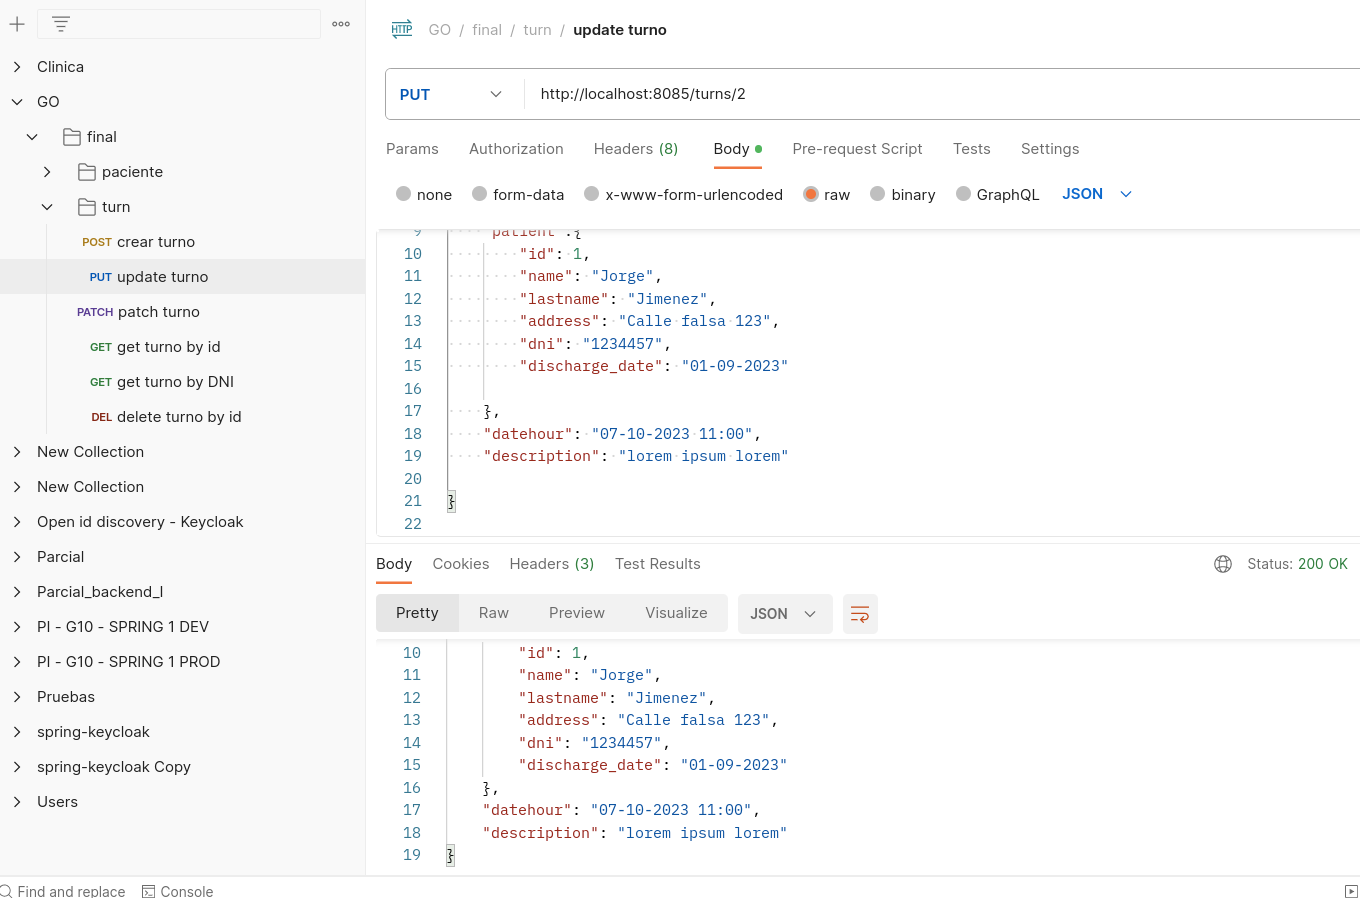 Clinica
GO
final
paciente
turn
POST crear turno
PUT update turno
PATCH patch turno
GET get turno by id
GET get turno by DNI
DEL delete turno by id
New Collection
New Collection
Open id discovery - Keycloak
Parcial
Parcial_backend_I
PI - G10 - SPRING 1 DEV
PI - G10 - SPRING 1 PROD
Pruebas
spring-keycloak
spring-keycloak Copy
Users
HTTP GO / final / turn / update turno
PUT http://localhost:8085/turns/2
Params Authorization Headers (8) Body Pre-request Script Tests Settings
none form-data x-www-form-urlencoded raw binary GraphQL JSON
9 "patient":{
10 "id": 1,
11 "name": "Jorge",
12 "lastname": "Jimenez",
13 "address": "Calle falsa 123",
14 "dni": "1234457",
15 "discharge_date": "01-09-2023"
16
17 },
18 "datehour": "07-10-2023 11:00",
19 "description": "lorem ipsum lorem"
20
21 }
22
Body Cookies Headers (3) Test Results Status: 200 OK
Pretty Raw Preview Visualize JSON
10 "id": 1,
11 "name": "Jorge",
12 "lastname": "Jimenez",
13 "address": "Calle falsa 123",
14 "dni": "1234457",
15 "discharge_date": "01-09-2023"
16 },
17 "datehour": "07-10-2023 11:00",
18 "description": "lorem ipsum lorem"
19 }
Find and replace Console